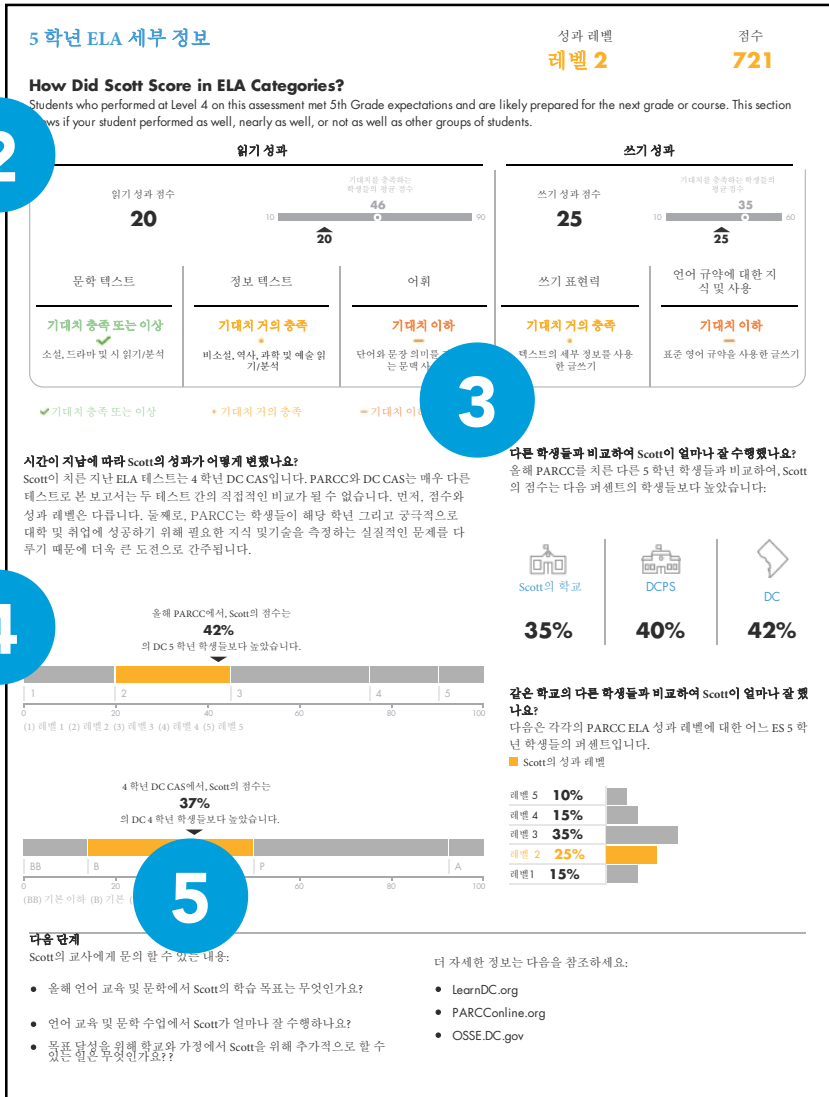 5 학년 ELA 세부 정보
성과 레벨
레벨 2
점수
721
How Did Scott Score in ELA Categories?
Students who performed at Level 4 on this assessment met 5th Grade expectations and are likely prepared for the next grade or course. This section
if your student performed as well, nearly as well, or not as well as other groups of students.
2
읽기 성과
읽기 성과 점수
20
기대치를 충족하는
학생들의 평균 점수
46
10
90
20
쓰기 성과
쓰기 성과 점수
25
기대치를 충족하는 학생들의
평균 점수
35
10
60
25
문학 텍스트
기대치 충족 또는 이상
소설, 드라마 및 시 읽기/분석
정보 텍스트
기대치 거의 충족
비소설, 역사, 과학 및 예술 읽
기/분석
어휘
기대치 이하
단어와 문장 의미를
는 문맥
쓰기 표현력
기대치 거의 충족
텍스트의 세부 정보를 사용
한 글쓰기
언어 규약에 대한 지
식 및 사용
기대치 이하
표준 영어 규약을 사용한 글쓰기
기대치 충족 또는 이상
기대치 거의 충족
기대치
3
시간이 지남에 따라 Scott의 성과가 어떻게 변했나요?
Scott이 치른 지난 ELA 테스트는 4 학년 DC CAS입니다. PARCC와 DC CAS는 매우 다른
테스트로 본 보고서는 두 테스트 간의 직접적인 비교가 될 수 없습니다. 먼저, 점수와
성과 레벨은 다릅니다. 둘째로, PARCC는 학생들이 해당 학년 그리고 궁극적으로
대학 및 취업에 성공하기 위해 필요한 지식 및기술을 측정하는 실질적인 문제를 다
루기 때문에 더욱 큰 도전으로 간주됩니다.
다른 학생들과 비교하여 Scott이 얼마나 잘 수행했나요?
올해 PARCC를 치른 다른 5 학년 학생들과 비교하여, Scott
의 점수는 다음 퍼센트의 학생들보다 높았습니다:
Scott의 학교
35%
DCPS
40%
DC
42%
4
올해 PARCC에서, Scott의 점수는
42%
의 DC 5 학년 학생들보다 높았습니다.
1 2 3 4 5
0 20 40 60 80 100
(1) 레벨 1 (2) 레벨 2 (3) 레벨 3 (4) 레벨 4 (5) 레벨 5
4 학년 DC CAS에서, Scott의 점수는
37%
의 DC 4 학년 학생들보다 높았습니다.
BB B P A
0 20 60 80 100
(BB) 기본 이하 (B) 기본
5
같은 학교의 다른 학생들과 비교하여 Scott이 얼마나 잘 했
나요?
다음은 각각의 PARCC ELA 성과 레벨에 대한 어느 ES 5 학
년 학생들의 퍼센트입니다.
Scott의 성과 레벨
레벨 5 10%
레벨 4 15%
레벨 3 35%
레벨 2 25%
레벨1 15%
다음 단계
Scott의 교사에게 문의 할 수 있는 내용:
• 올해 언어 교육 및 문학에서 Scott의 학습 목표는 무엇인가요?
• 언어 교육 및 문학 수업에서 Scott가 얼마나 잘 수행하나요?
• 목표 달성을 위해 학교와 가정에서 Scott을 위해 추가적으로 할 수
있는 일은 무엇인가요? ?
더 자세한 정보는 다음을 참조하세요:
• LearnDC.org
• PARCConline.org
• OSSE.DC.gov